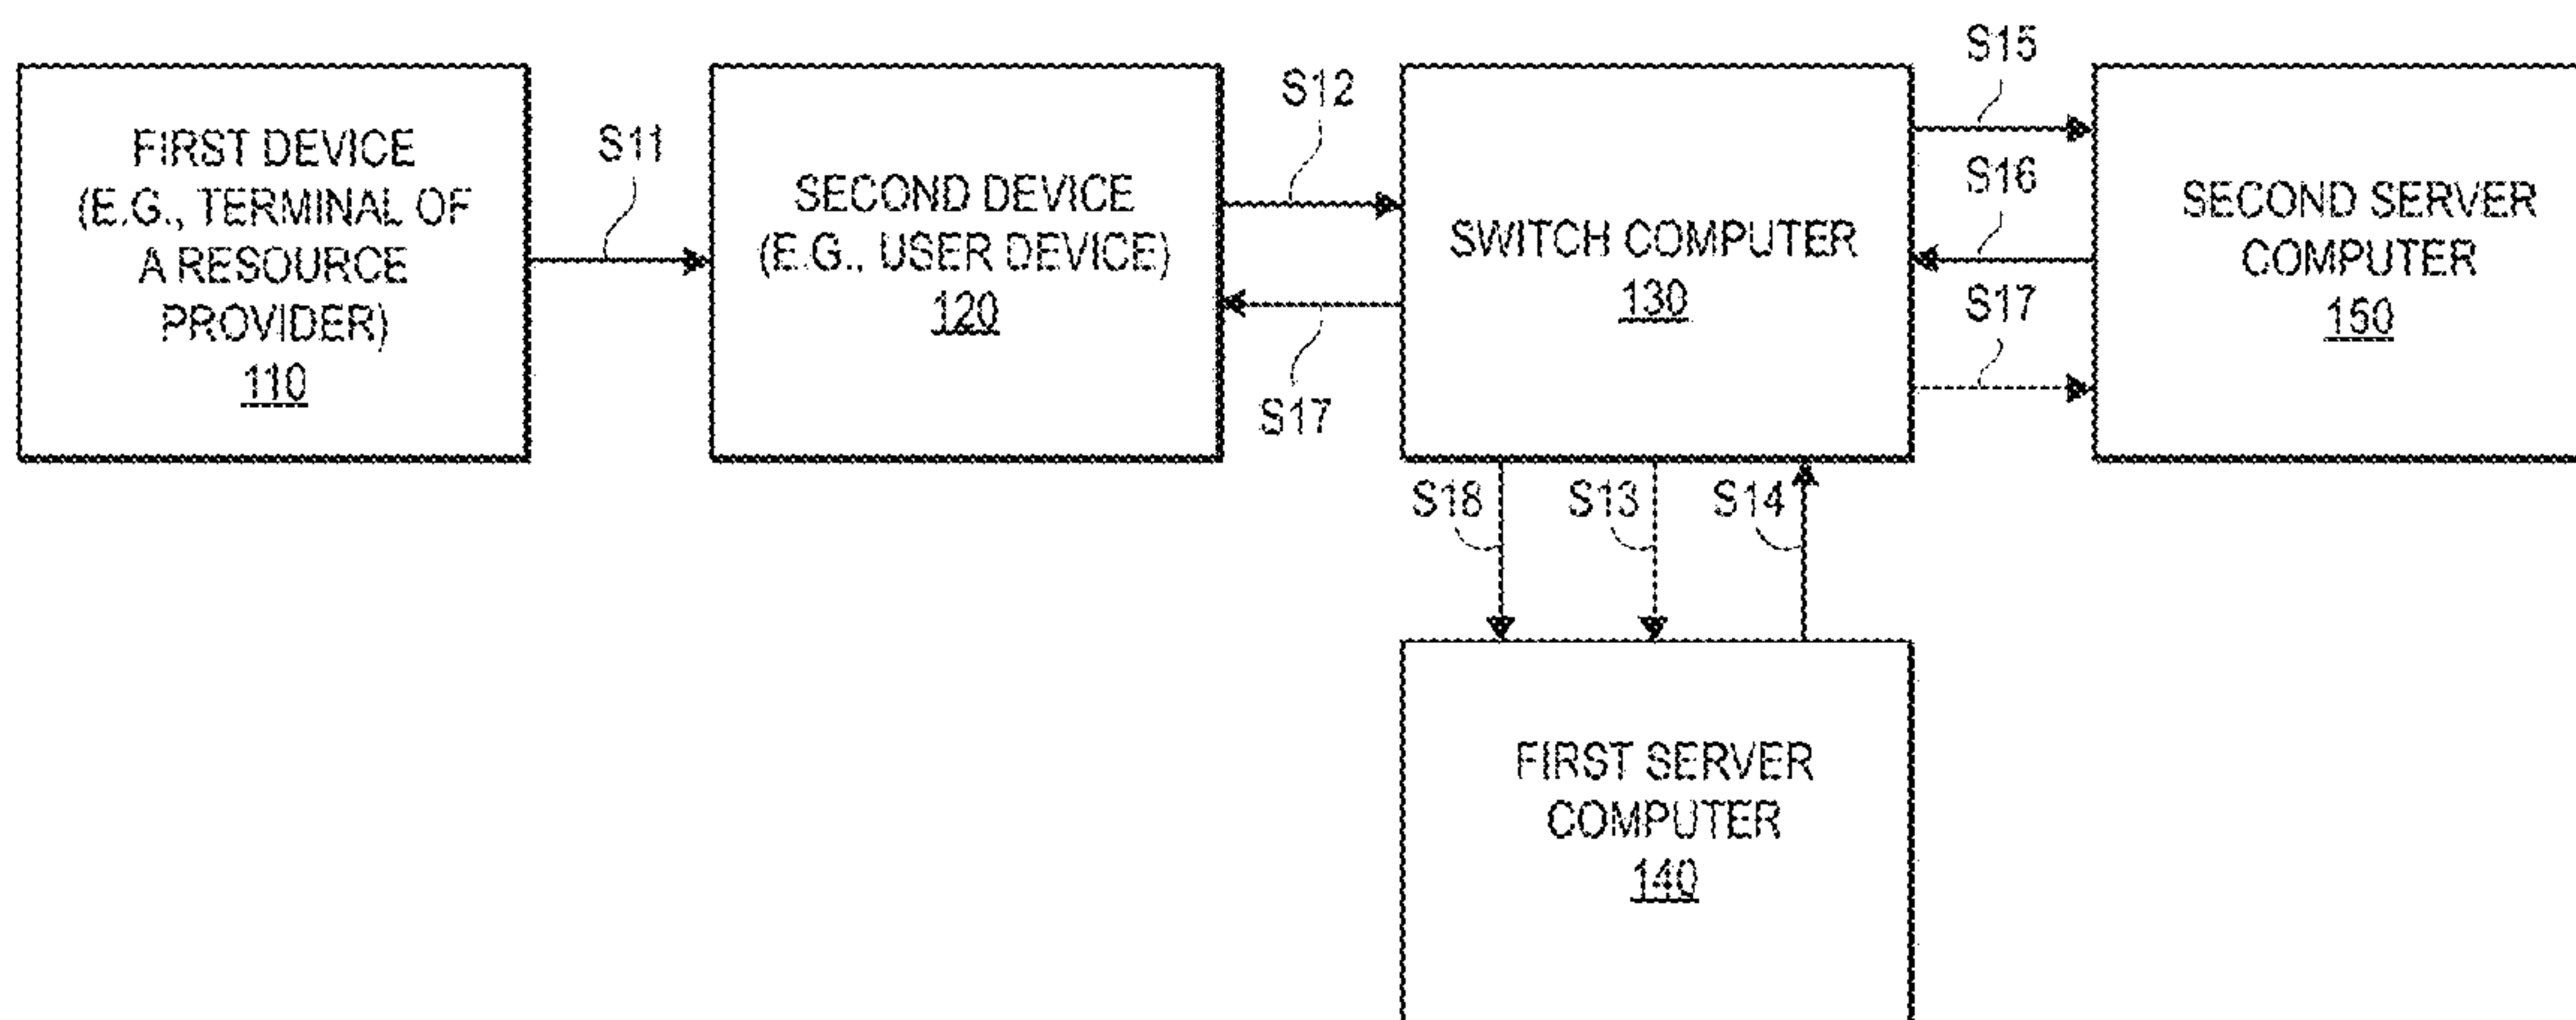 FIRST DEVICE
(E.G., TERMINAL OF
A RESOURCE
PROVIDER)
110
S11
SECOND DEVICE
(E.G., USER DEVICE)
120
S12
S17
SWITCH COMPUTER
130
S15
S16
S17
SECOND SERVER
COMPUTER
150
S18
S13
S14
FIRST SERVER
COMPUTER
140